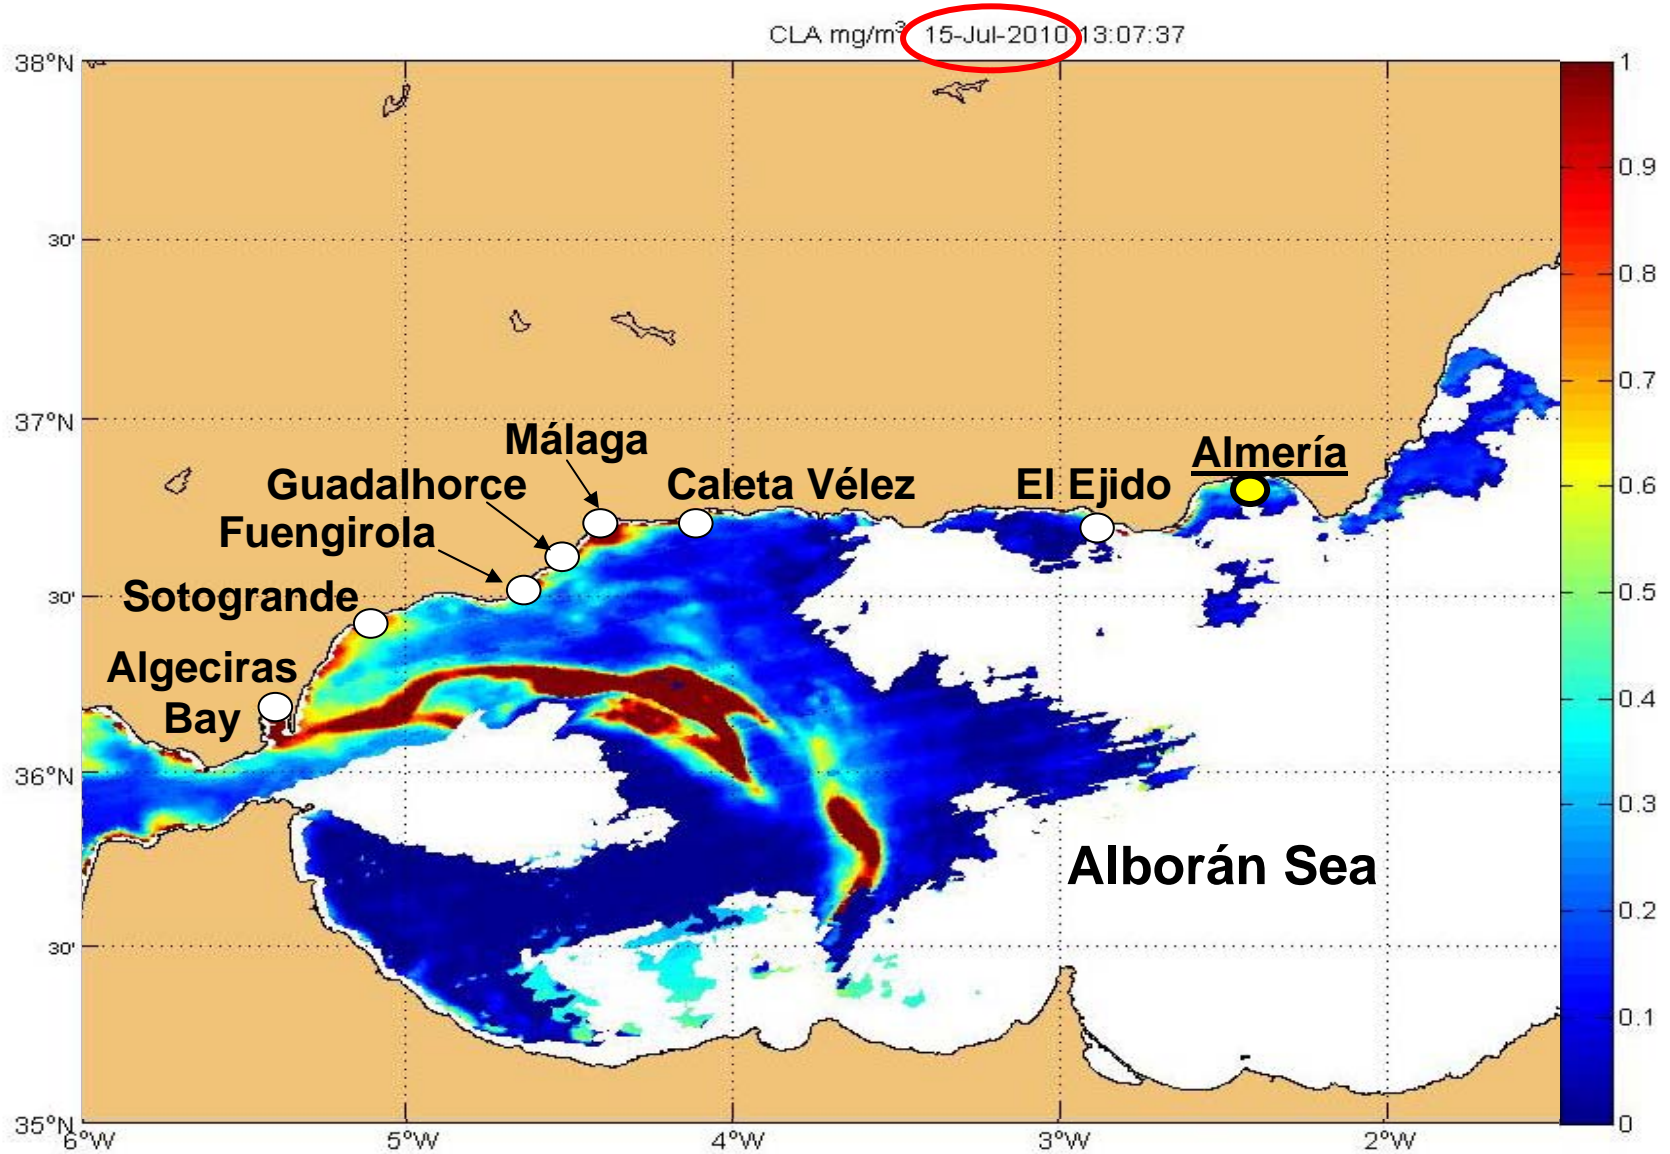 CLA mg/m³ 15-Jul-2010 13:07:37
38°N
30'
37°N
30'
36°N
30'
35°N
6°W
5°W
4°W
3°W
2°W
Málaga
Guadalhorce
Caleta Vélez
El Ejido
Almería
Fuengirola
Sotogrande
Algeciras
Bay
Alborán Sea
1
0.9
0.8
0.7
0.6
0.5
0.4
0.3
0.2
0.1
0